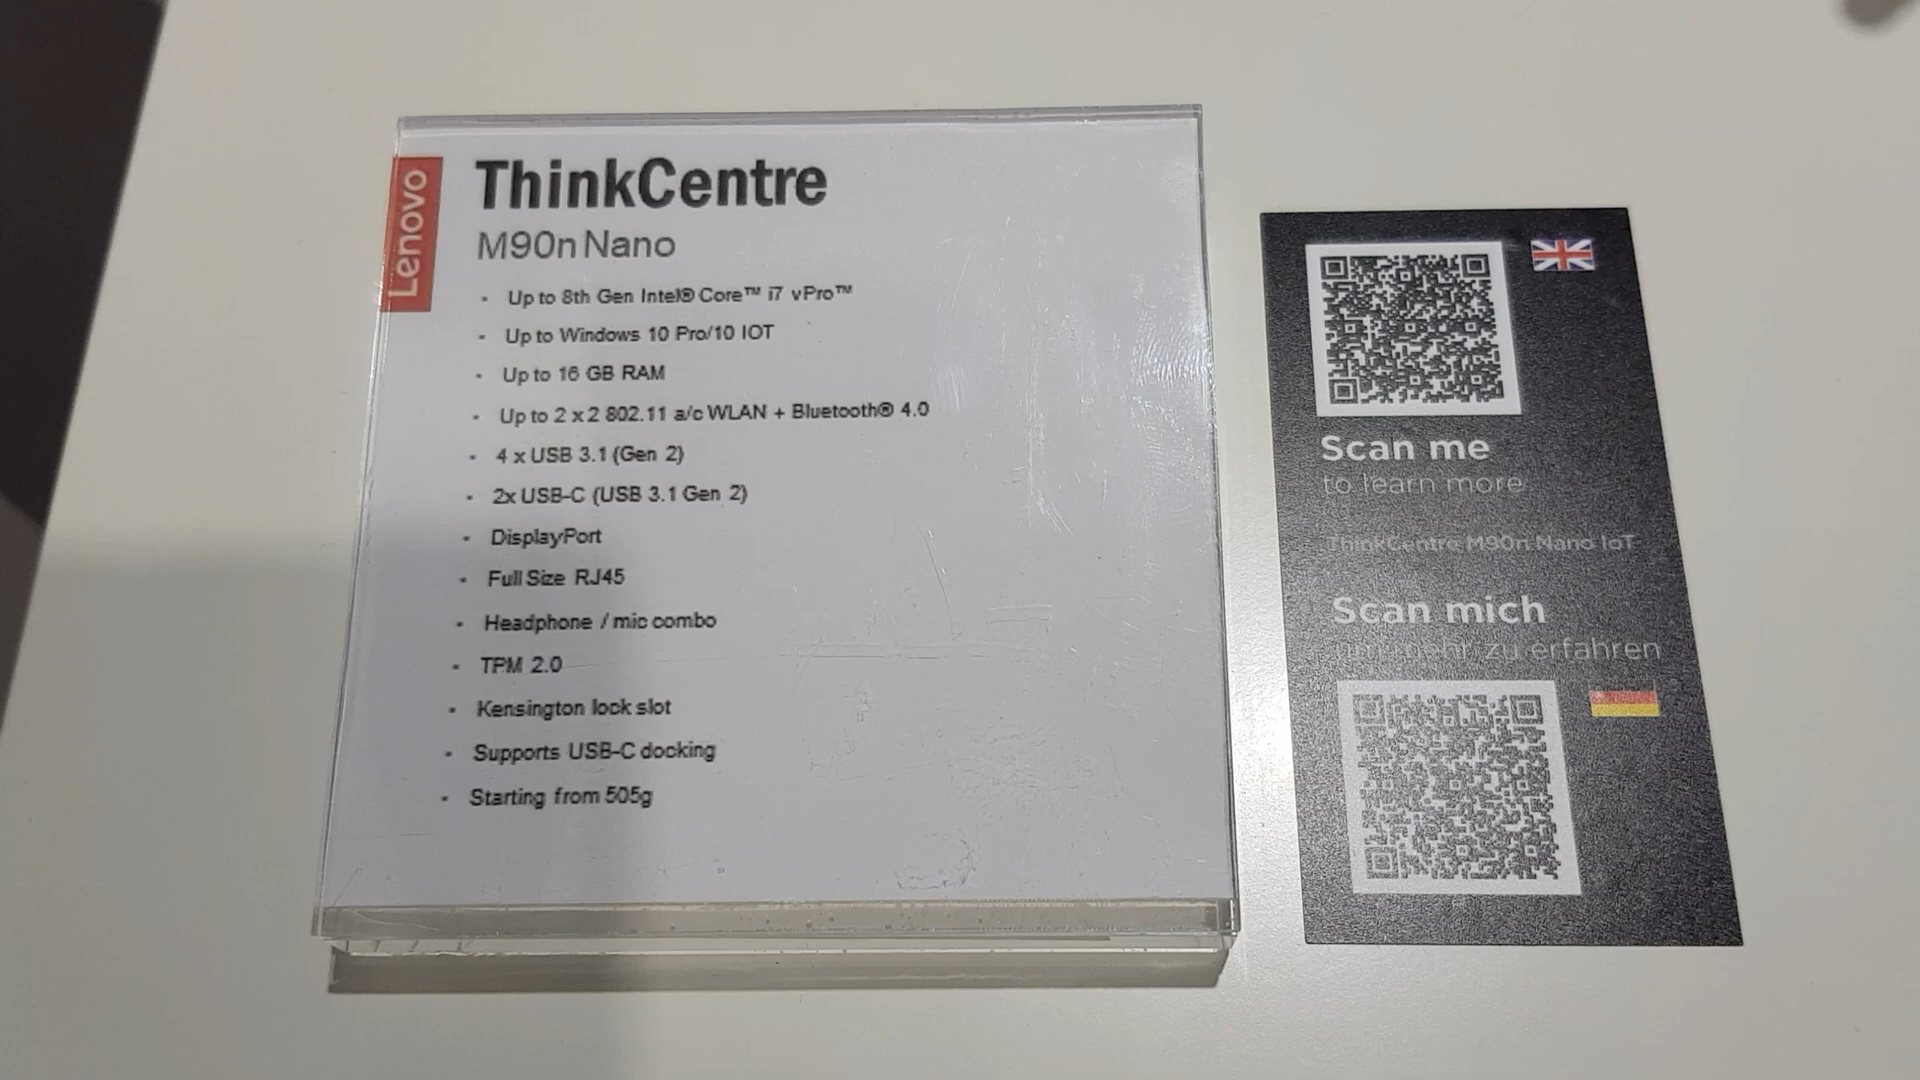 Lenovo
ThinkCentre
M90n Nano
· Up to 8th Gen Intel® Core™ i7 vPro™
· Up to Windows 10 Pro/10 IOT
· Up to 16 GB RAM
· Up to 2 x 2 802.11 a/c WLAN + Bluetooth® 4.0
· 4 x USB 3.1 (Gen 2)
· 2x USB-C (USB 3.1 Gen 2)
· DisplayPort
· Full Size RJ45
· Headphone / mic combo
· TPM 2.0
· Kensington lock slot
· Supports USB-C docking
· Starting from 505g
Scan me
to learn more
ThinkCentre M90n Nano IoT
Scan mich
um mehr zu erfahren